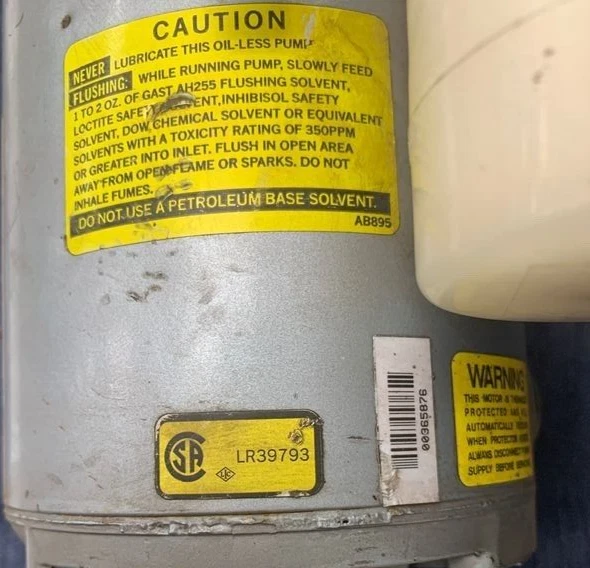 CAUTION
NEVER LUBRICATE THIS OIL-LESS PUMP
FLUSHING: WHILE RUNNING PUMP, SLOWLY FEED
1 TO 2 OZ. OF GAST AH255 FLUSHING SOLVENT,
LOCTITE SAFETY SOLVENT, INHIBISOL SAFETY
SOLVENT, DOW CHEMICAL SOLVENT OR EQUIVALENT
SOLVENTS WITH A TOXICITY RATING OF 350PPM
OR GREATER INTO INLET. FLUSH IN OPEN AREA
AWAY FROM OPEN FLAME OR SPARKS. DO NOT
INHALE FUMES.
DO NOT USE A PETROLEUM BASE SOLVENT.
AB895
WARNING
THIS MOTOR IS
PROTECTED AND
AUTOMATICALLY
WHEN PROTECTOR
ALWAYS DISCONNECT
SUPPLY BEFORE
00365876
SA
LR39793